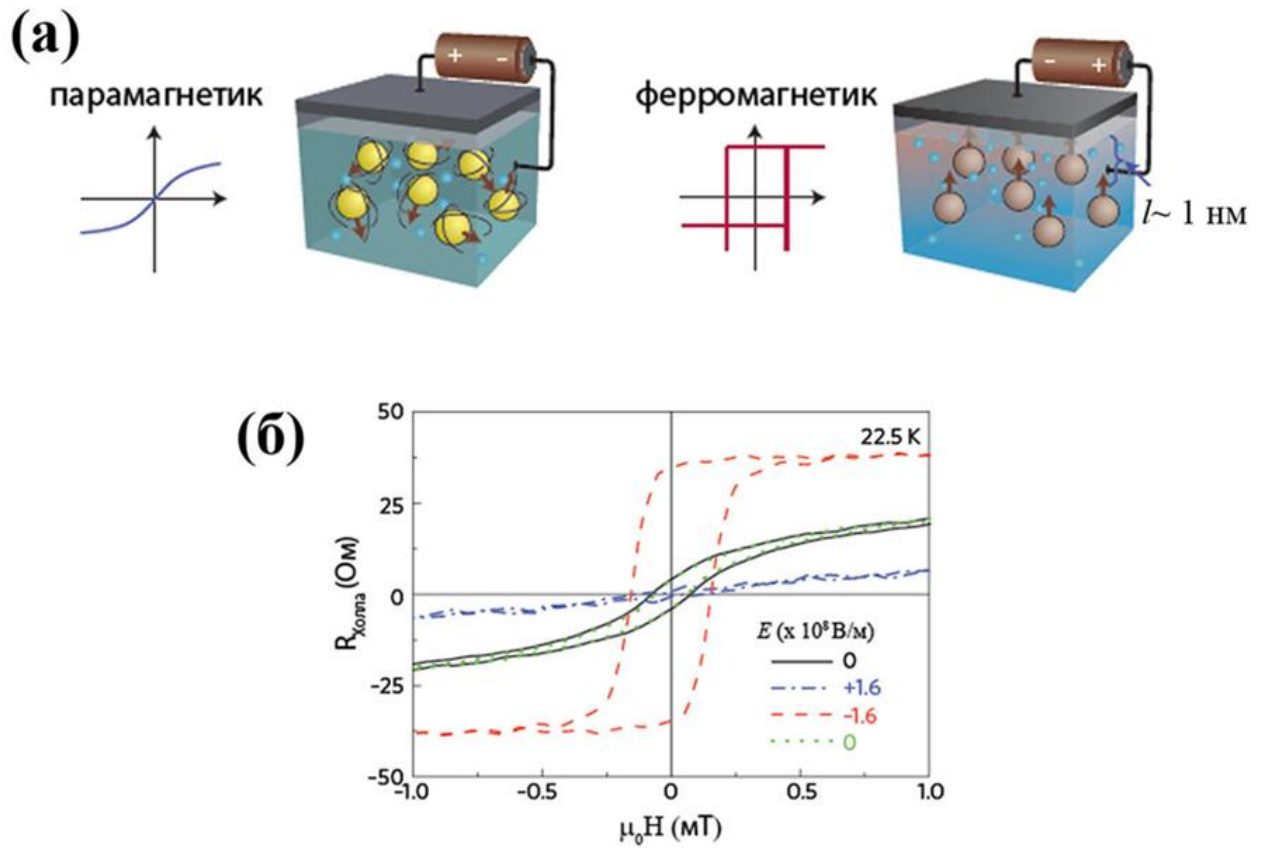 (а)
+ -
- +
парамагнетик
ферромагнетик
l~ 1 нм
(б)
50
22.5 K
25
R Холла (Ом)
0
E (x 10⁸ В/м)
0
+1.6
-25
-1.6
0
-50
-1.0 -0.5 0 0.5 1.0
μ₀H (мТ)